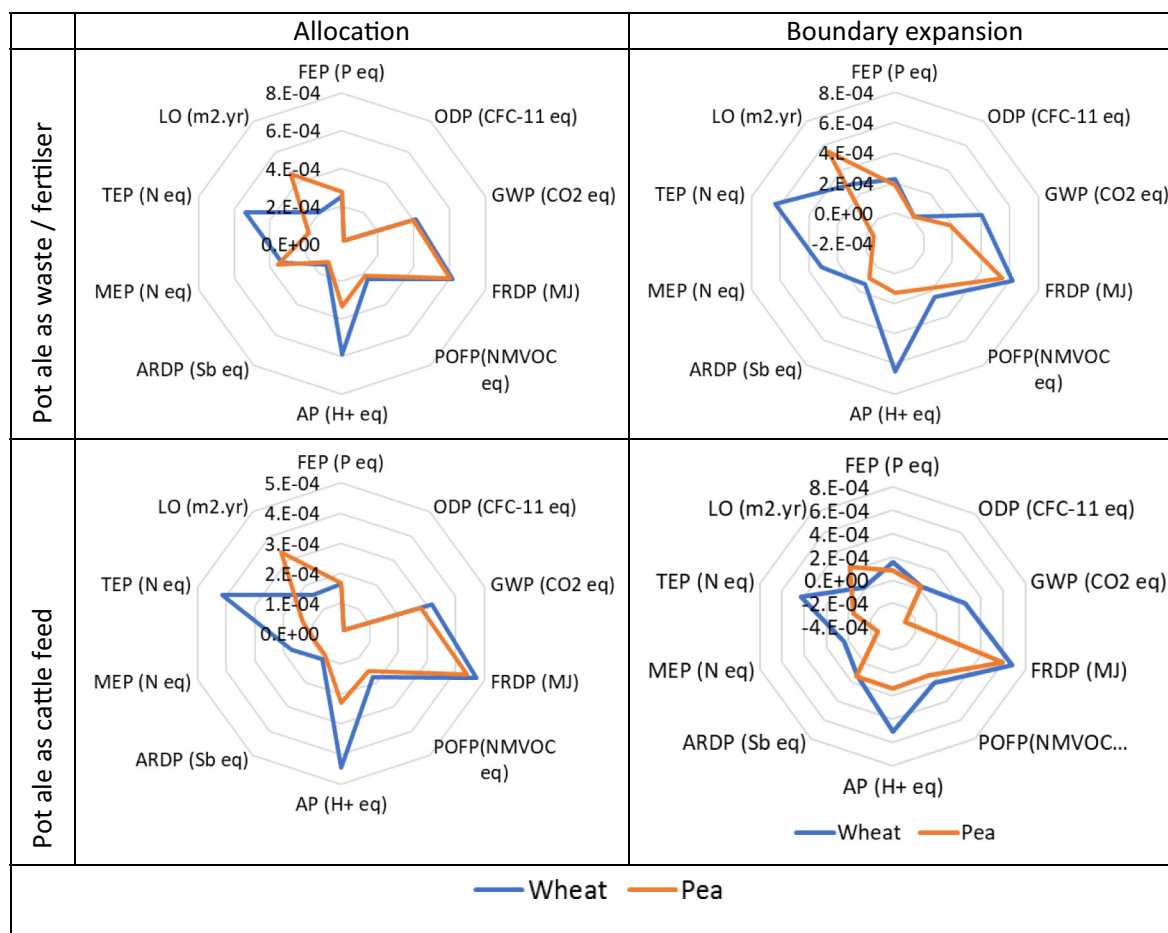 Allocation
Boundary expansion
Pot ale as waste / fertilser
FEP (P eq)
8.E-04
6.E-04
4.E-04
2.E-04
0.E+00
ODP (CFC-11 eq)
GWP (CO2 eq)
FRDP (MJ)
POFP(NMVOC
eq)
AP (H+ eq)
ARDP (Sb eq)
MEP (N eq)
TEP (N eq)
LO (m2.yr)
FEP (P eq)
8.E-04
6.E-04
4.E-04
2.E-04
0.E+00
-2.E-04
ODP (CFC-11 eq)
GWP (CO2 eq)
FRDP (MJ)
POFP(NMVOC
eq)
AP (H+ eq)
ARDP (Sb eq)
MEP (N eq)
TEP (N eq)
LO (m2.yr)
Pot ale as cattle feed
FEP (P eq)
5.E-04
4.E-04
3.E-04
2.E-04
1.E-04
0.E+00
ODP (CFC-11 eq)
GWP (CO2 eq)
FRDP (MJ)
POFP(NMVOC
eq)
AP (H+ eq)
ARDP (Sb eq)
MEP (N eq)
TEP (N eq)
LO (m2.yr)
FEP (P eq)
8.E-04
6.E-04
4.E-04
2.E-04
0.E+00
-2.E-04
-4.E-04
ODP (CFC-11 eq)
GWP (CO2 eq)
FRDP (MJ)
POFP(NMVOC...
AP (H+ eq)
ARDP (Sb eq)
MEP (N eq)
TEP (N eq)
LO (m2.yr)
Wheat Pea
Wheat Pea